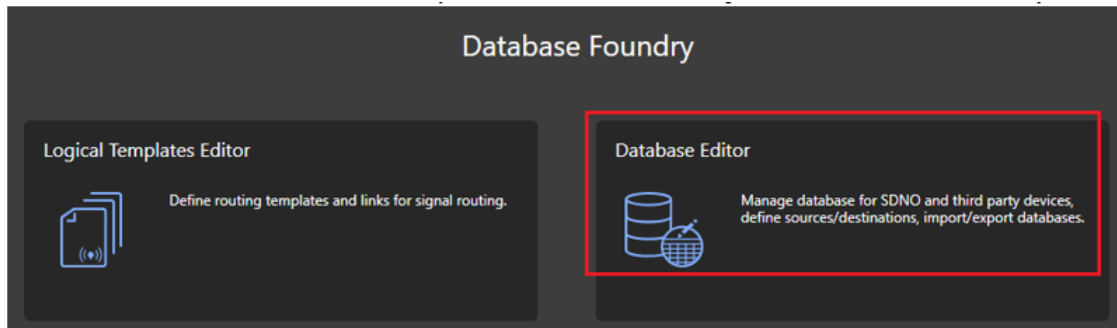 Database Foundry
Logical Templates Editor
Define routing templates and links for signal routing.
Database Editor
Manage database for SDNO and third party devices,
define sources/destinations, import/export databases.